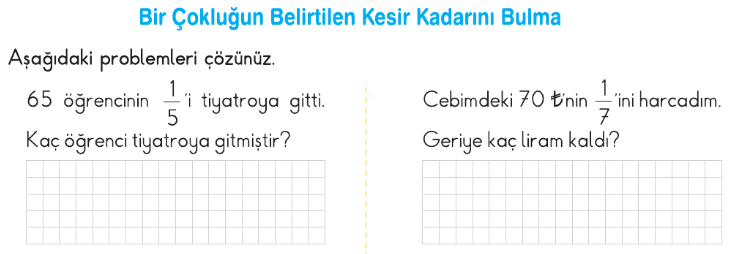 Bir Çokluğun Belirtilen Kesir Kadarını Bulma
Aşağıdaki problemleri çözünüz.
65 öğrencinin 1/5 'i tiyatroya gitti.
Kaç öğrenci tiyatroya gitmiştir?
Cebimdeki 70 ₺'nin 1/7 'ini harcadım.
Geriye kaç liram kaldı?